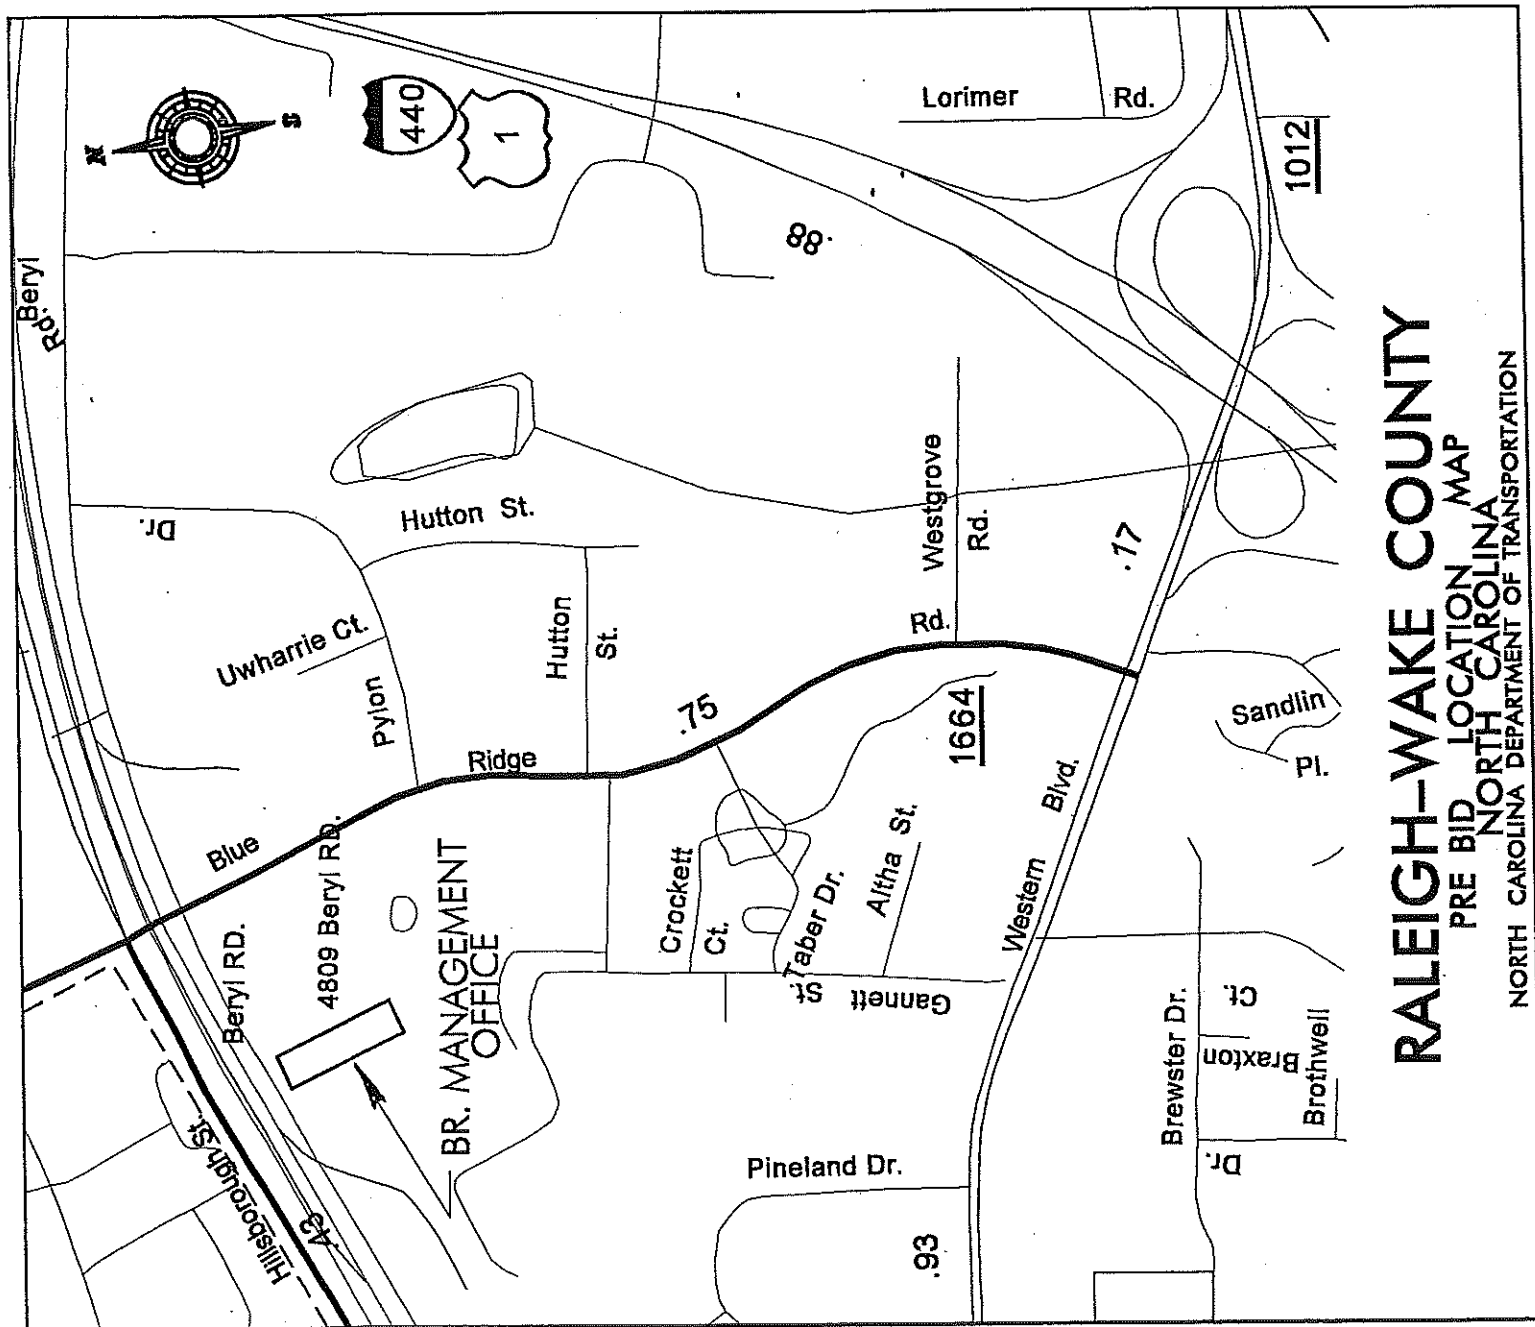 Beryl
Rd.
N
S
440
1
Lorimer
Rd.
1012
.88
Dr.
Hutton St.
Westgrove
Rd.
.17
Uwharrie Ct.
Hutton
St.
Rd.
Pylon
.75
1664
Sandlin
Pl.
Ridge
Blue
4809 Beryl RD.
Beryl RD.
BR. MANAGEMENT
OFFICE
Crockett
Ct.
Taber Dr.
Altha St.
Western
Blvd.
Gannett
St.
Hillsborough St.
.43
Pineland Dr.
.93
Brewster Dr.
Braxton
Ct.
Brothwell
Dr.
RALEIGH-WAKE COUNTY
PRE BID LOCATION MAP
NORTH CAROLINA
NORTH CAROLINA DEPARTMENT OF TRANSPORTATION